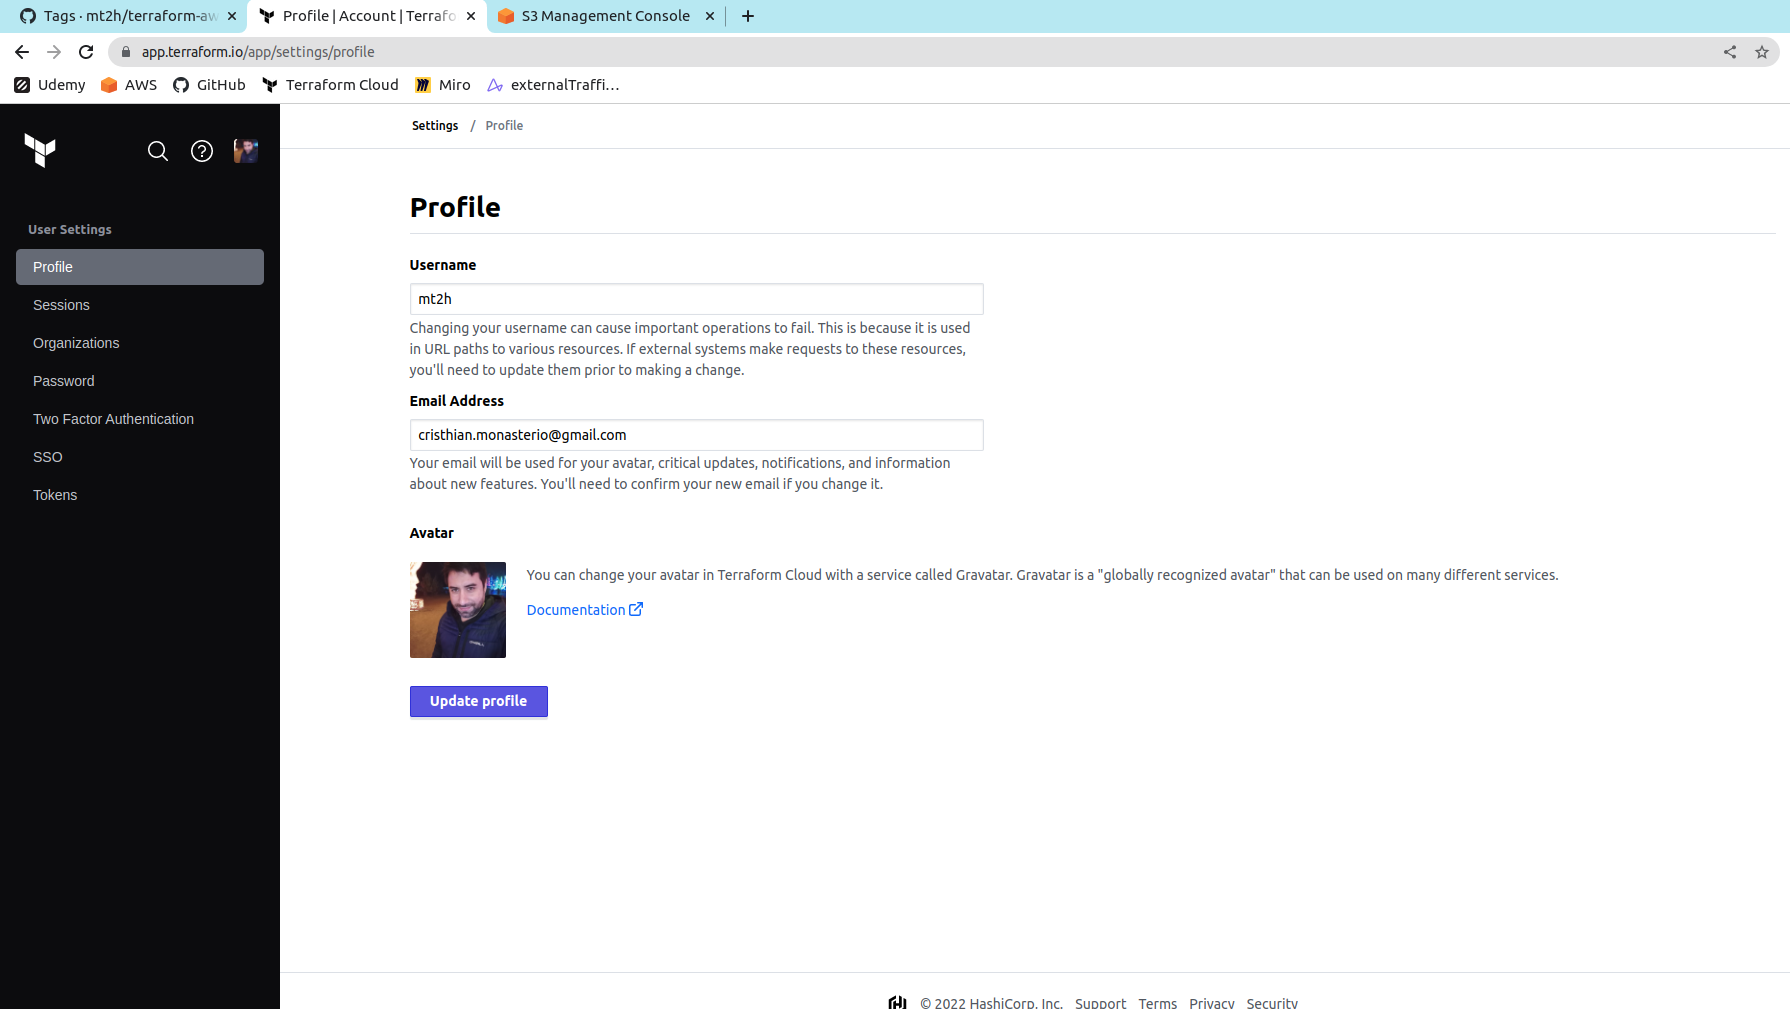 Tags · mt2h/terraform-aw
Profile | Account | Terrafo
S3 Management Console
app.terraform.io/app/settings/profile
Udemy
AWS
GitHub
Terraform Cloud
Miro
externalTraffi...
Settings / Profile
User Settings
Profile
Sessions
Organizations
Password
Two Factor Authentication
SSO
Tokens
Profile
Username
mt2h
Changing your username can cause important operations to fail. This is because it is used
in URL paths to various resources. If external systems make requests to these resources,
you'll need to update them prior to making a change.
Email Address
cristhian.monasterio@gmail.com
Your email will be used for your avatar, critical updates, notifications, and information
about new features. You'll need to confirm your new email if you change it.
Avatar
You can change your avatar in Terraform Cloud with a service called Gravatar. Gravatar is a "globally recognized avatar" that can be used on many different services.
Documentation
Update profile
© 2022 HashiCorp, Inc. Support Terms Privacy Security